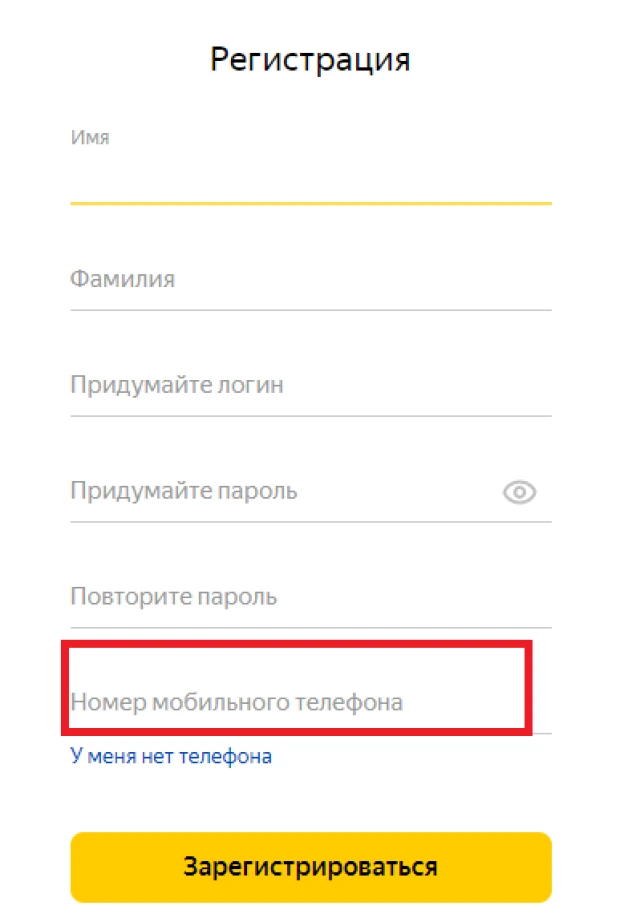 Регистрация
Имя
Фамилия
Придумайте логин
Придумайте пароль
Повторите пароль
Номер мобильного телефона
У меня нет телефона
Зарегистрироваться